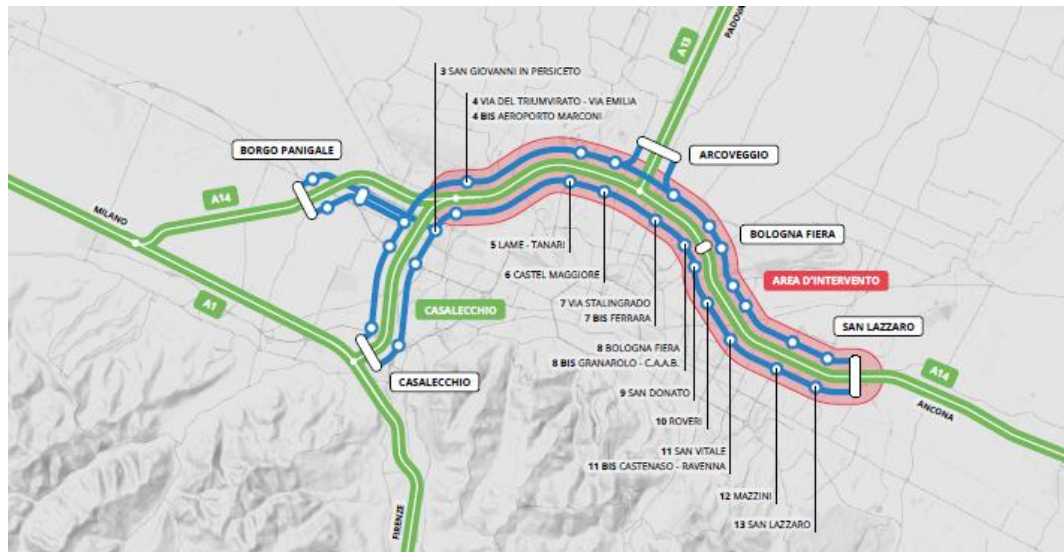 A13
PADOVA
3 SAN GIOVANNI IN PERSICETO
4 VIA DEL TRIUMVIRATO - VIA EMILIA
4 BIS AEROPORTO MARCONI
BORGO PANIGALE
ARCOVEGGIO
A14
MILANO
BOLOGNA FIERA
5 LAME - TANARI
6 CASTEL MAGGIORE
AREA D'INTERVENTO
A1
CASALECCHIO
7 VIA STALINGRADO
7 BIS FERRARA
SAN LAZZARO
8 BOLOGNA FIERA
8 BIS GRANAROLO - C.A.A.B.
CASALECCHIO
9 SAN DONATO
A14
ANCONA
10 ROVERI
11 SAN VITALE
11 BIS CASTENASO - RAVENNA
12 MAZZINI
13 SAN LAZZARO
FIRENZE